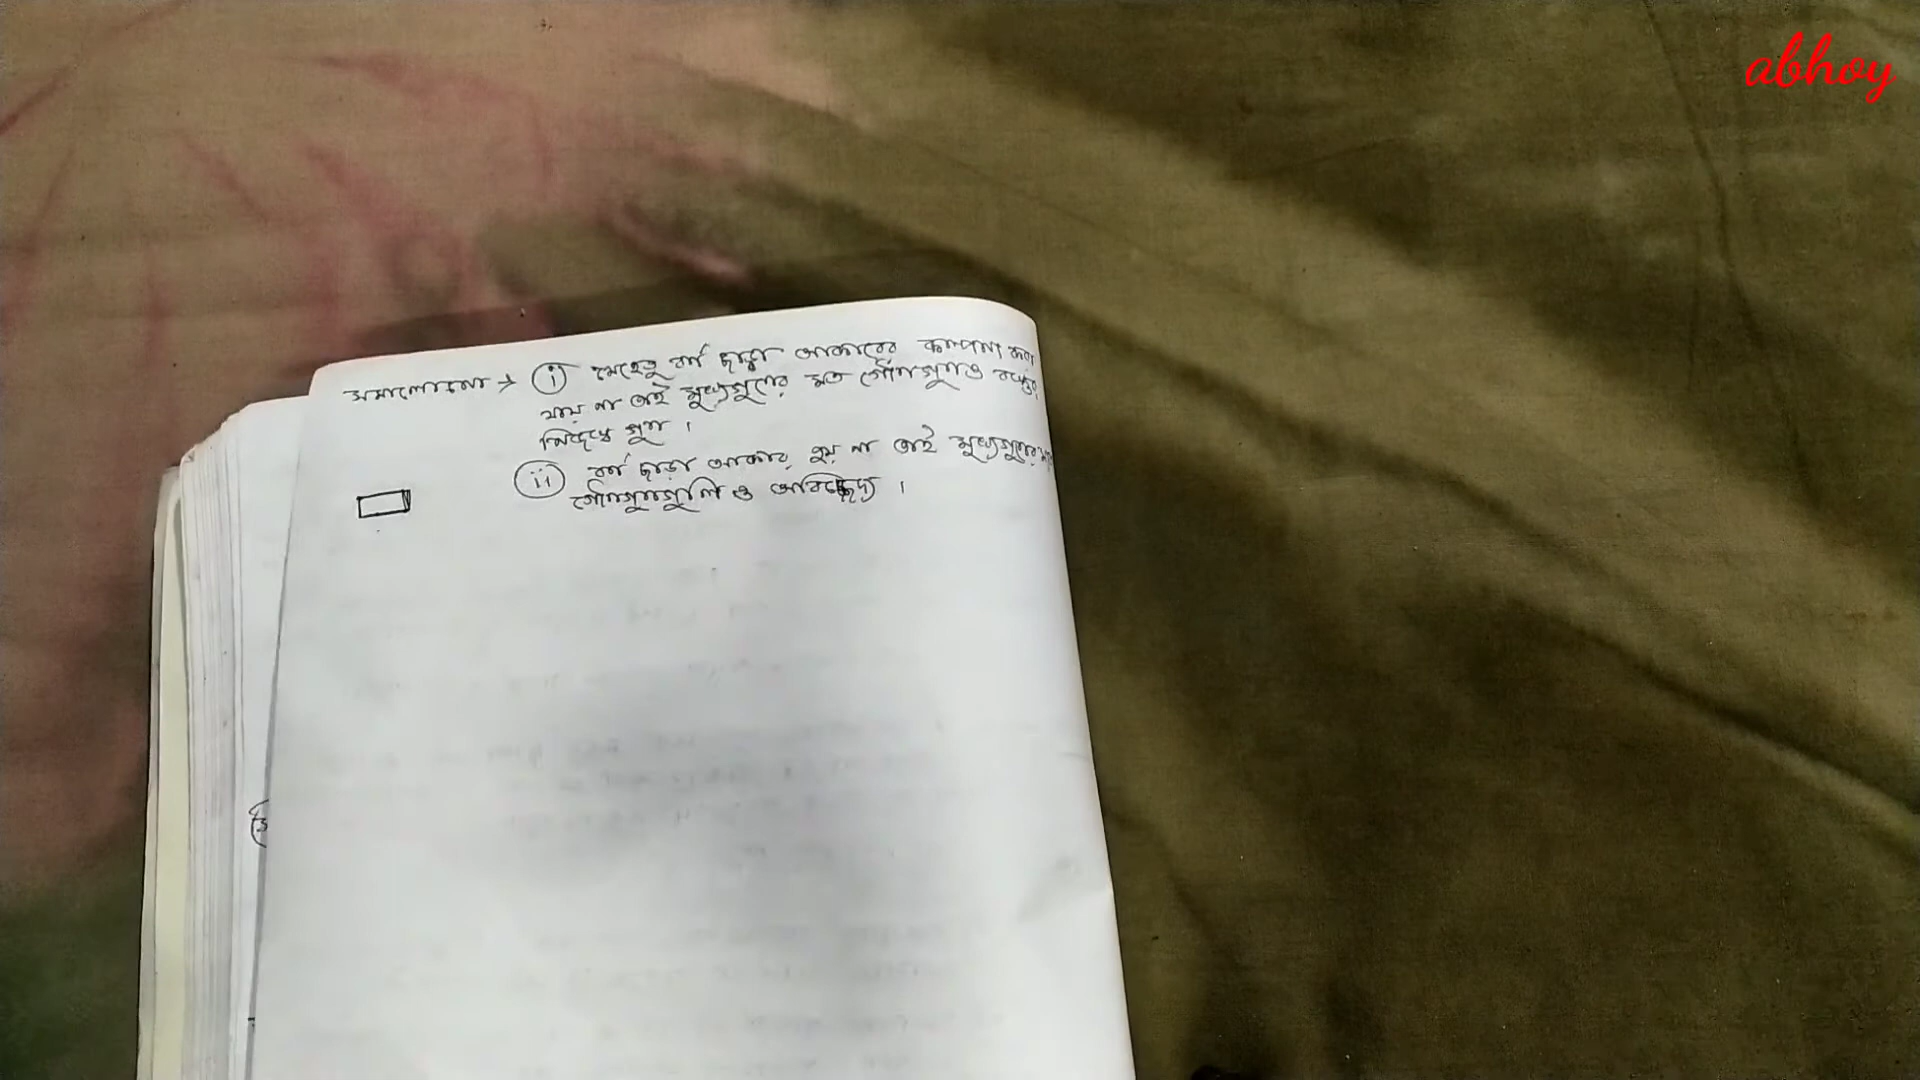 abhoy
সমালোচনা → (i) যেহেতু বর্ণ ছাড়া আকারের কল্পনা করা
যায় না তাই মুখ্যগুণের মত গৌণগুণও বস্তুর
নিজস্ব গুণ ।
(ii) বর্ণ ছাড়া আকার হয় না তাই মুখ্যগুণের মত
গৌণগুণগুলি ও অবিচ্ছেদ্য ।